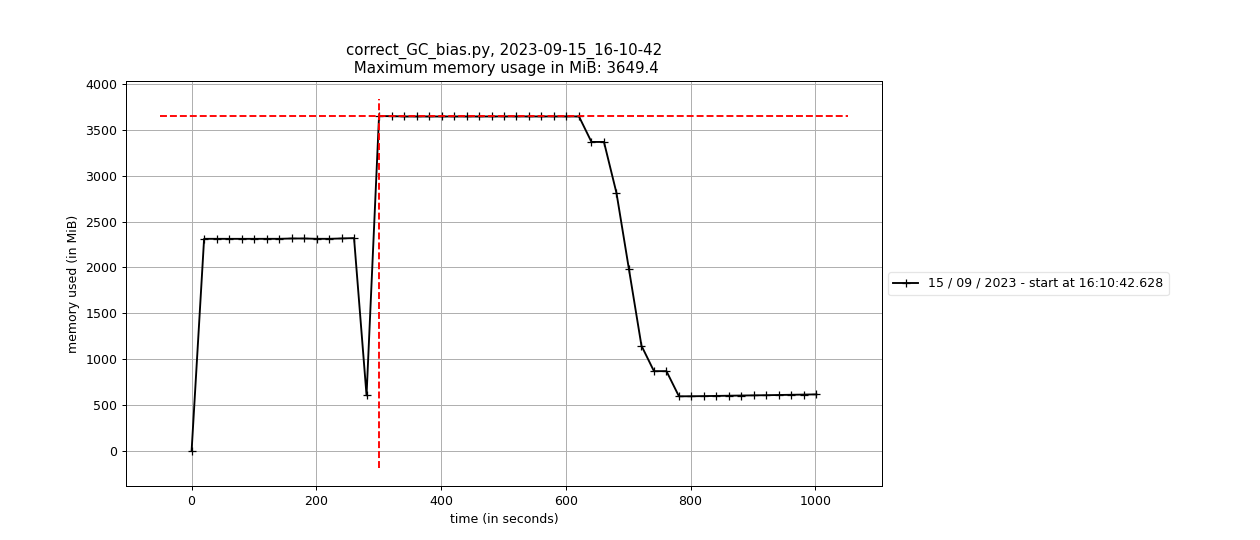 correct_GC_bias.py, 2023-09-15_16-10-42
Maximum memory usage in MiB: 3649.4
4000
3500
3000
2500
2000
1500
1000
500
0
memory used (in MiB)
0 200 400 600 800 1000
time (in seconds)
15 / 09 / 2023 - start at 16:10:42.628